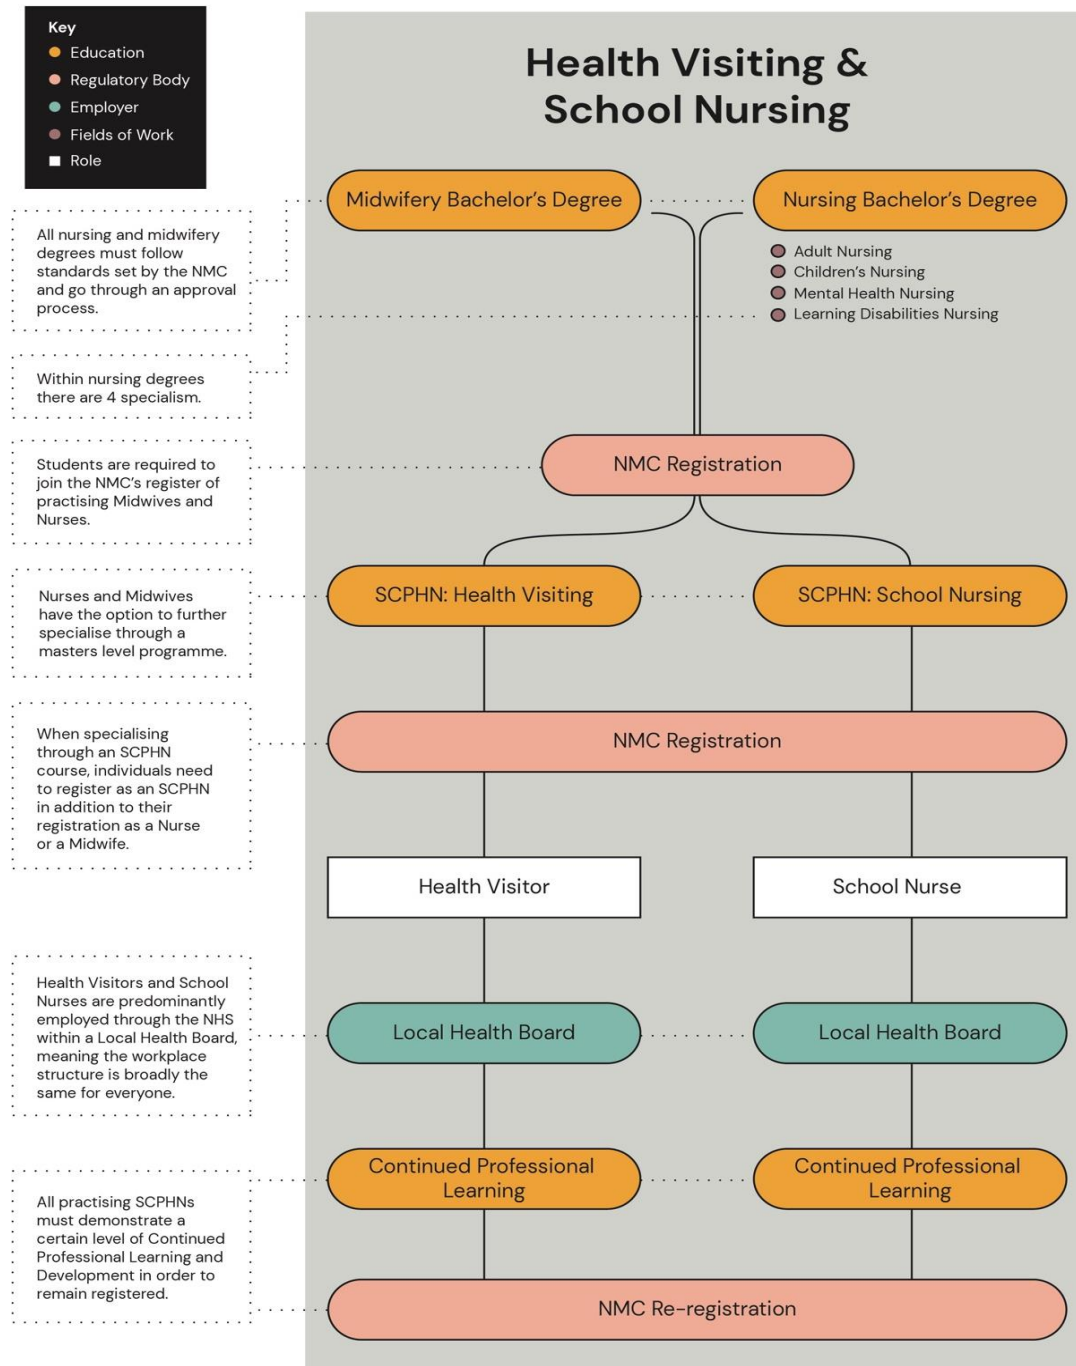 Key
Education
Regulatory Body
Employer
Fields of Work
Role
Health Visiting &
School Nursing
Midwifery Bachelor's Degree
Nursing Bachelor's Degree
Adult Nursing
Children's Nursing
Mental Health Nursing
Learning Disabilities Nursing
All nursing and midwifery
degrees must follow
standards set by the NMC
and go through an approval
process.
Within nursing degrees
there are 4 specialism.
Students are required to
join the NMC's register of
practising Midwives and
Nurses.
NMC Registration
Nurses and Midwives
have the option to further
specialise through a
masters level programme.
SCPHN: Health Visiting
SCPHN: School Nursing
When specialising
through an SCPHN
course, individuals need
to register as an SCPHN
in addition to their
registration as a Nurse
or a Midwife.
NMC Registration
Health Visitor
School Nurse
Health Visitors and School
Nurses are predominantly
employed through the NHS
within a Local Health Board,
meaning the workplace
structure is broadly the
same for everyone.
Local Health Board
Local Health Board
All practising SCPHNs
must demonstrate a
certain level of Continued
Professional Learning and
Development in order to
remain registered.
Continued Professional
Learning
Continued Professional
Learning
NMC Re-registration